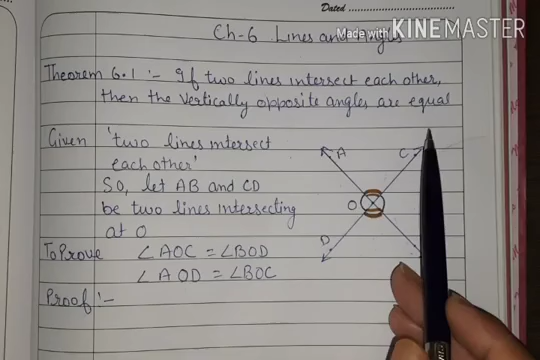 Dated
Made with KINEMASTER
Ch-6 Lines and Angles
Theorem 6.1 :- If two lines intersect each other,
then the vertically opposite angles are equal
Given 'two lines intersect
each other'
So, let AB and CD
be two lines intersecting
at O
To Prove ∠AOC = ∠BOD
∠AOD = ∠BOC
Proof :-
A
C
O
D